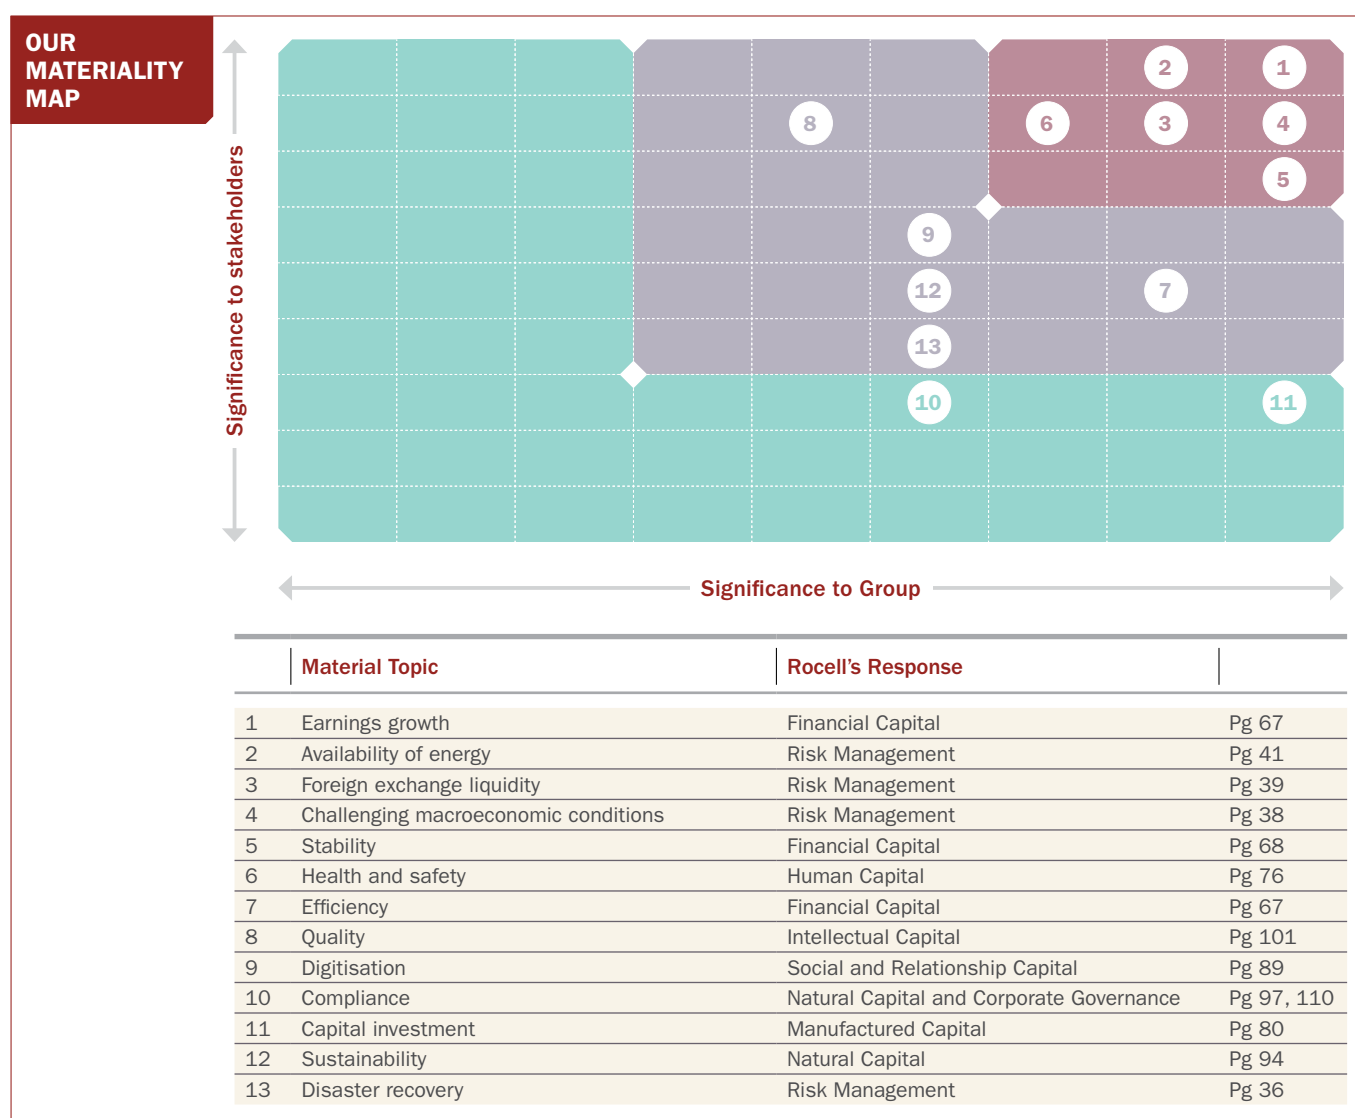 OUR
MATERIALITY
MAP
Significance to stakeholders
2 1
8 6 3 4
5
9
12 7
13
10 11
Significance to Group
Material Topic Rocell’s Response
1 Earnings growth Financial Capital Pg 67
2 Availability of energy Risk Management Pg 41
3 Foreign exchange liquidity Risk Management Pg 39
4 Challenging macroeconomic conditions Risk Management Pg 38
5 Stability Financial Capital Pg 68
6 Health and safety Human Capital Pg 76
7 Efficiency Financial Capital Pg 67
8 Quality Intellectual Capital Pg 101
9 Digitisation Social and Relationship Capital Pg 89
10 Compliance Natural Capital and Corporate Governance Pg 97, 110
11 Capital investment Manufactured Capital Pg 80
12 Sustainability Natural Capital Pg 94
13 Disaster recovery Risk Management Pg 36